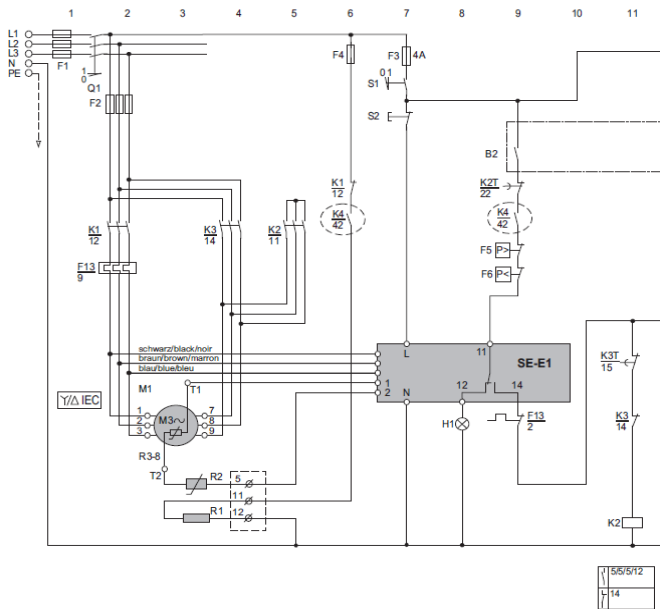 1 2 3 4 5 6 7 8 9 10 11
L1
L2
L3
N
PE
F1
1
0
Q1
F2
F4
F3 4A
S1 0 1
S2
B2
K1
12
K2T
22
K4
42
K4
42
F5 P>
F6 P<
K1
12
K3
14
K2
11
F13
9
schwarz/black/noir
braun/brown/marron
blau/blue/bleu
L 11 SE-E1
1
2 N 12 14
K3T
15
Y/Δ IEC
M1 T1
1 7
2 M3~ 8
3 9
H1 F13
2
K3
14
R3-8
T2
R2 5
11
R1 12
K2
5/5/5/12
14